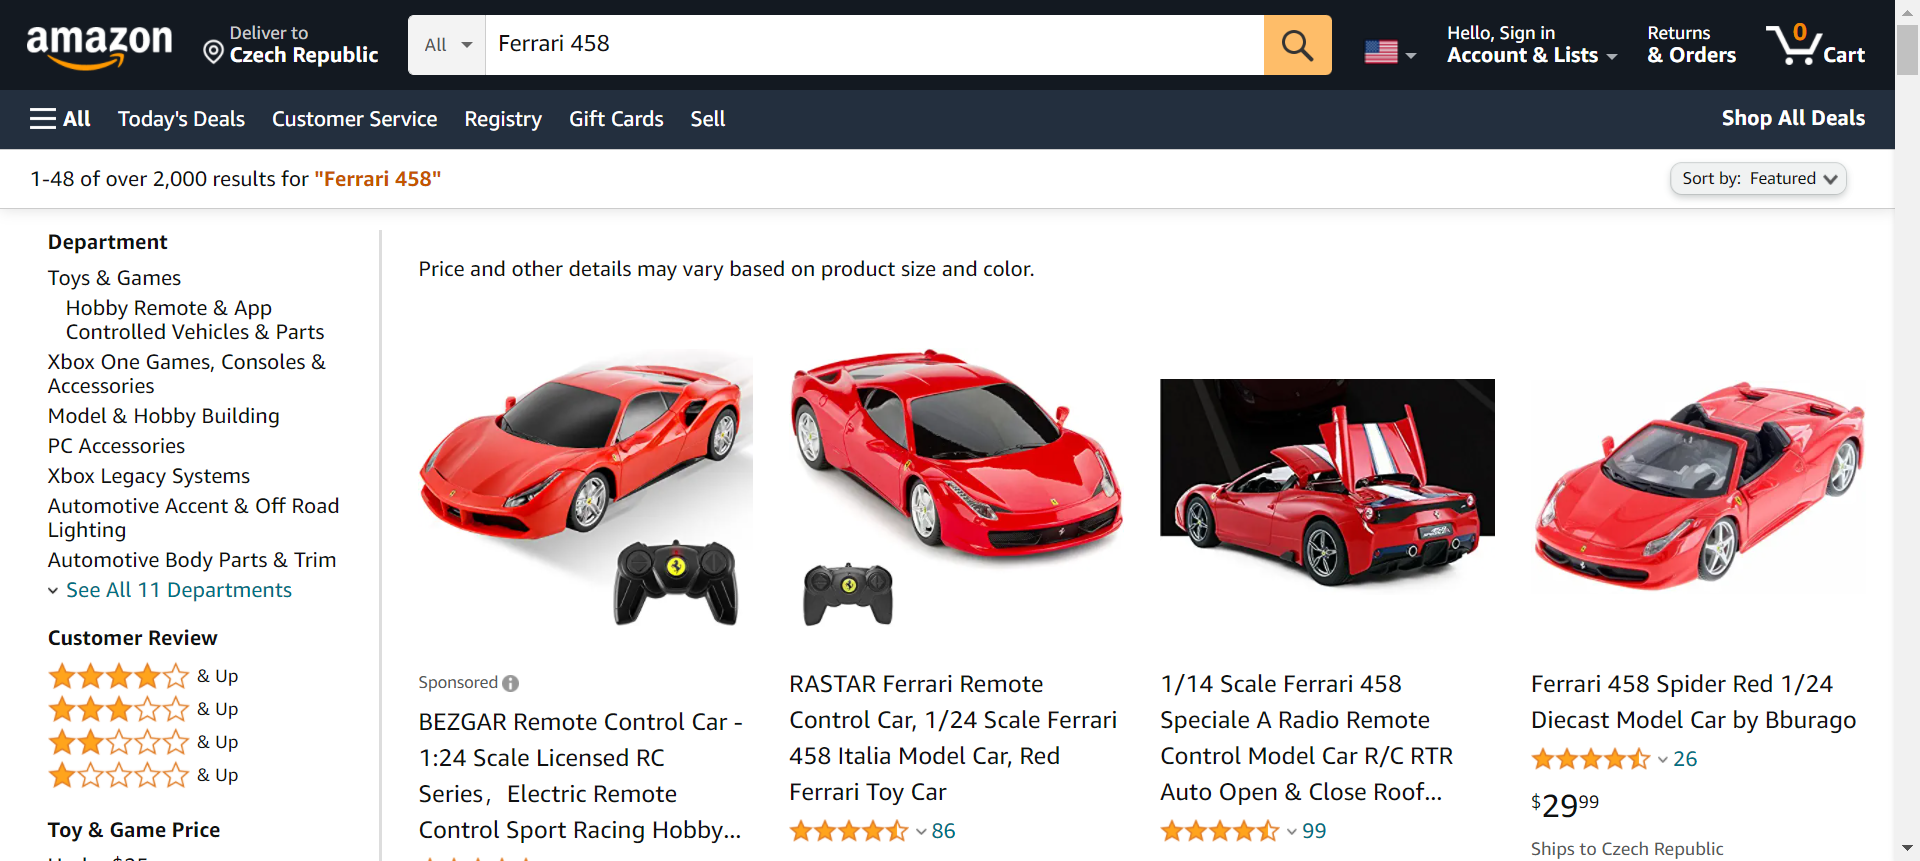 amazon
Deliver to
Czech Republic
All
Ferrari 458
Hello, Sign in
Account & Lists
Returns
& Orders
0
Cart
All
Today's Deals
Customer Service
Registry
Gift Cards
Sell
Shop All Deals
1-48 of over 2,000 results for "Ferrari 458"
Sort by: Featured
Department
Toys & Games
Hobby Remote & App
Controlled Vehicles & Parts
Xbox One Games, Consoles &
Accessories
Model & Hobby Building
PC Accessories
Xbox Legacy Systems
Automotive Accent & Off Road
Lighting
Automotive Body Parts & Trim
See All 11 Departments
Customer Review
& Up
& Up
& Up
& Up
Toy & Game Price
Price and other details may vary based on product size and color.
Sponsored
BEZGAR Remote Control Car -
1:24 Scale Licensed RC
Series，Electric Remote
Control Sport Racing Hobby...
RASTAR Ferrari Remote
Control Car, 1/24 Scale Ferrari
458 Italia Model Car, Red
Ferrari Toy Car
86
1/14 Scale Ferrari 458
Speciale A Radio Remote
Control Model Car R/C RTR
Auto Open & Close Roof...
99
Ferrari 458 Spider Red 1/24
Diecast Model Car by Bburago
26
$29.99
Ships to Czech Republic